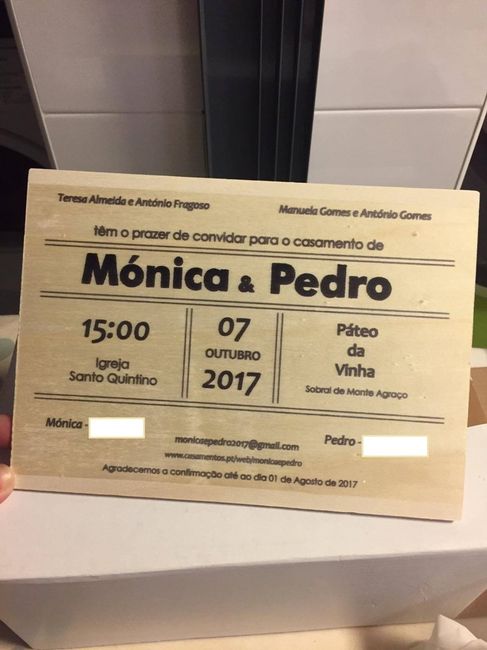 Teresa Almeida e António Fragoso
Manuela Gomes e António Gomes
têm o prazer de convidar para o casamento de
Mónica & Pedro
15:00
Igreja
Santo Quintino
07
OUTUBRO
2017
Páteo
da
Vinha
Sobral de Monte Agraço
Mónica -
Pedro -
monicaepedro2017@gmail.com
www.casamentos.pt/web/monicaepedro
Agradecemos a confirmação até ao dia 01 de Agosto de 2017